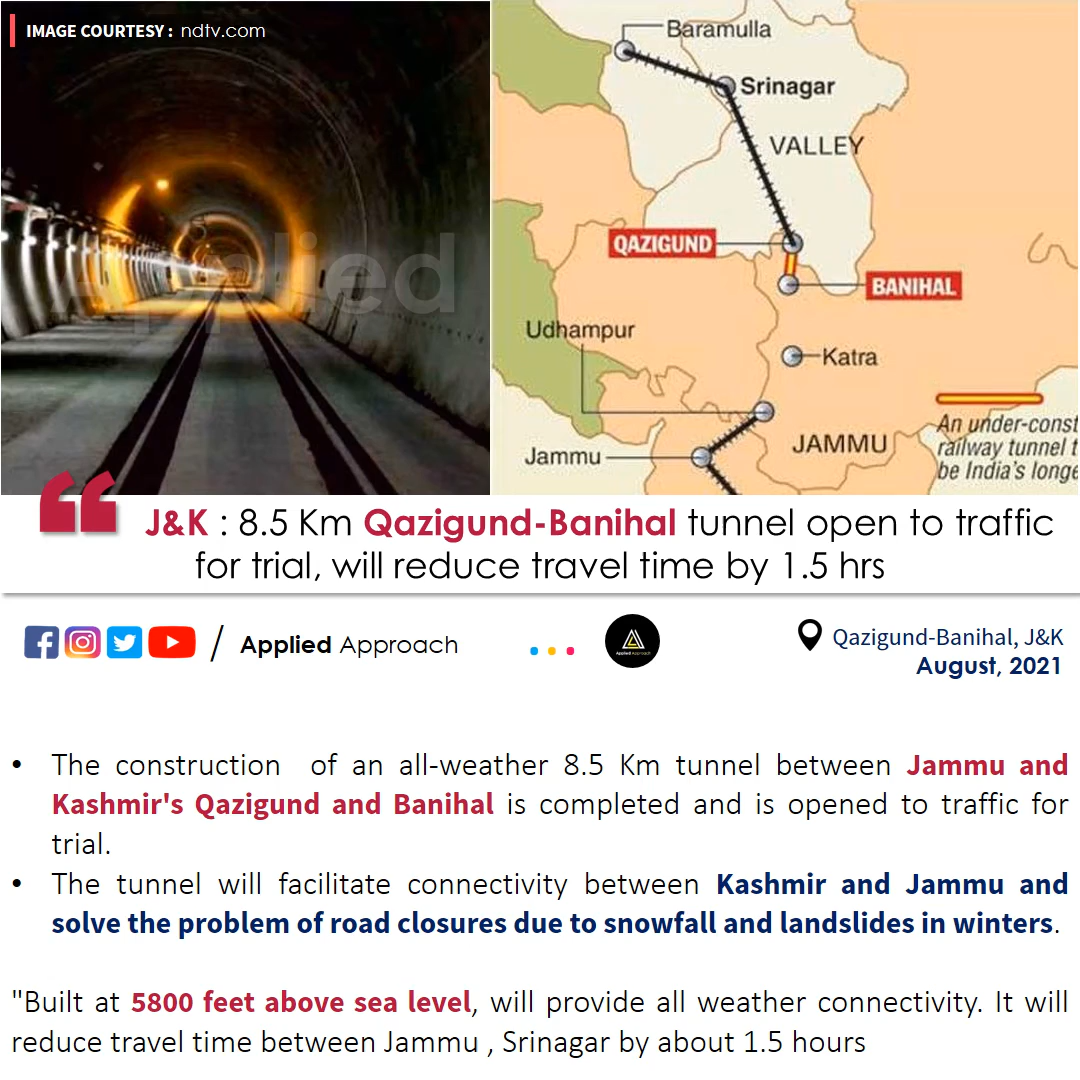 IMAGE COURTESY : ndtv.com
Applied
Baramulla
Srinagar
VALLEY
QAZIGUND
BANIHAL
Udhampur
Katra
JAMMU
Jammu
An under-const
railway tunnel t
be India's longe
J&K : 8.5 Km Qazigund-Banihal tunnel open to traffic
for trial, will reduce travel time by 1.5 hrs
/ Applied Approach
Applied Approach
Qazigund-Banihal, J&K
August, 2021
• The construction of an all-weather 8.5 Km tunnel between Jammu and
Kashmir's Qazigund and Banihal is completed and is opened to traffic for
trial.
• The tunnel will facilitate connectivity between Kashmir and Jammu and
solve the problem of road closures due to snowfall and landslides in winters.
"Built at 5800 feet above sea level, will provide all weather connectivity. It will
reduce travel time between Jammu , Srinagar by about 1.5 hours